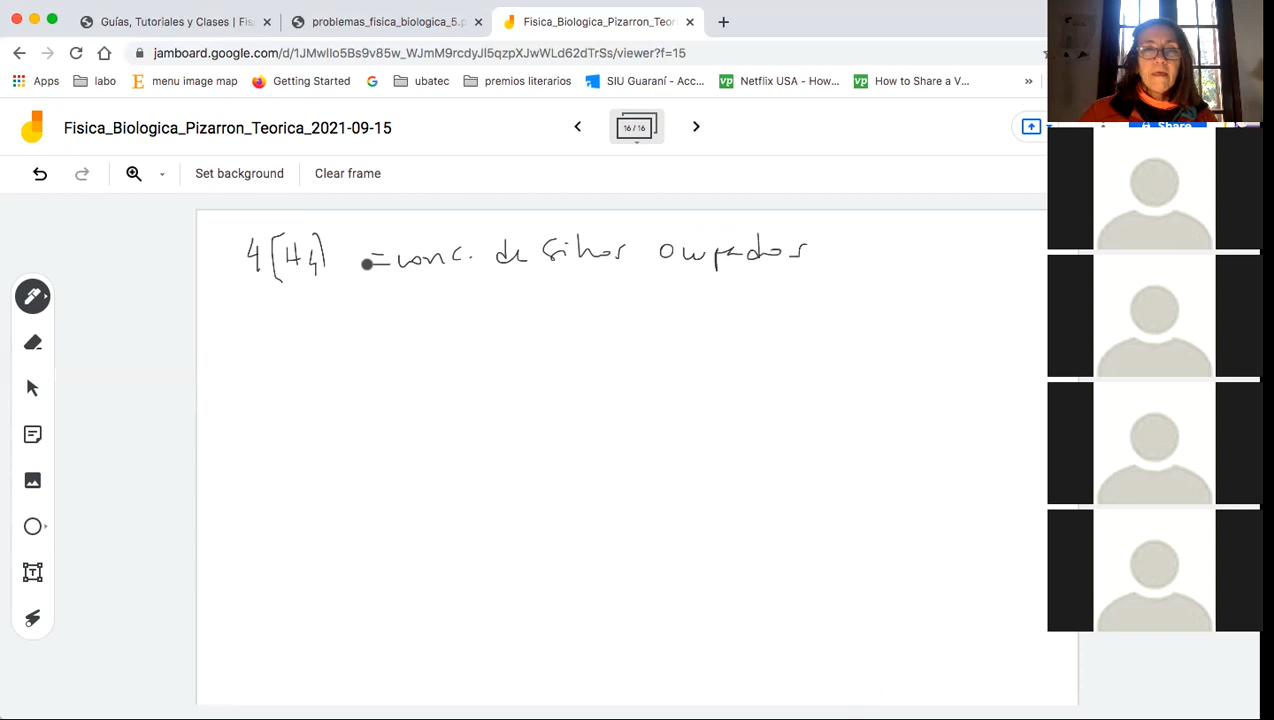 Guías, Tutoriales y Clases | Fís
problemas_fisica_biologica_5.p
Fisica_Biologica_Pizarron_Teor
jamboard.google.com/d/1JMwIlo5Bs9v85w_WJmM9rcdyJl5qzpXJwWLd62dTrSs/viewer?f=15
Apps labo menu image map Getting Started ubatec premios literarios SIU Guaraní - Acc... Netflix USA - How... How to Share a V... »
Fisica_Biologica_Pizarron_Teorica_2021-09-15
16 / 16
Share
Set background Clear frame
4[H4] = conc. de sitios ocupados